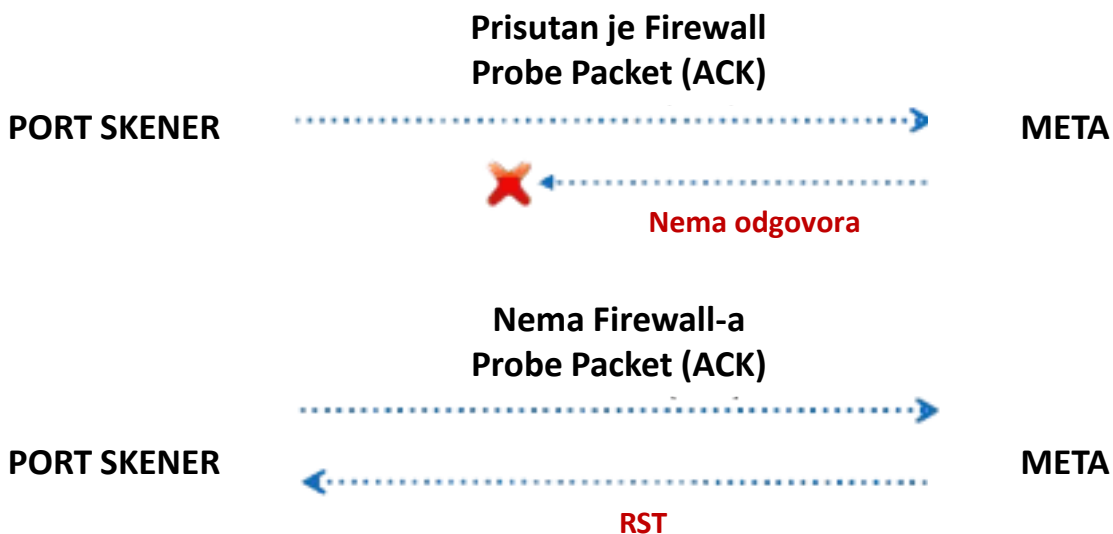 Prisutan je Firewall
Probe Packet (ACK)
PORT SKENER
META
Nema odgovora
Nema Firewall-a
Probe Packet (ACK)
PORT SKENER
META
RST